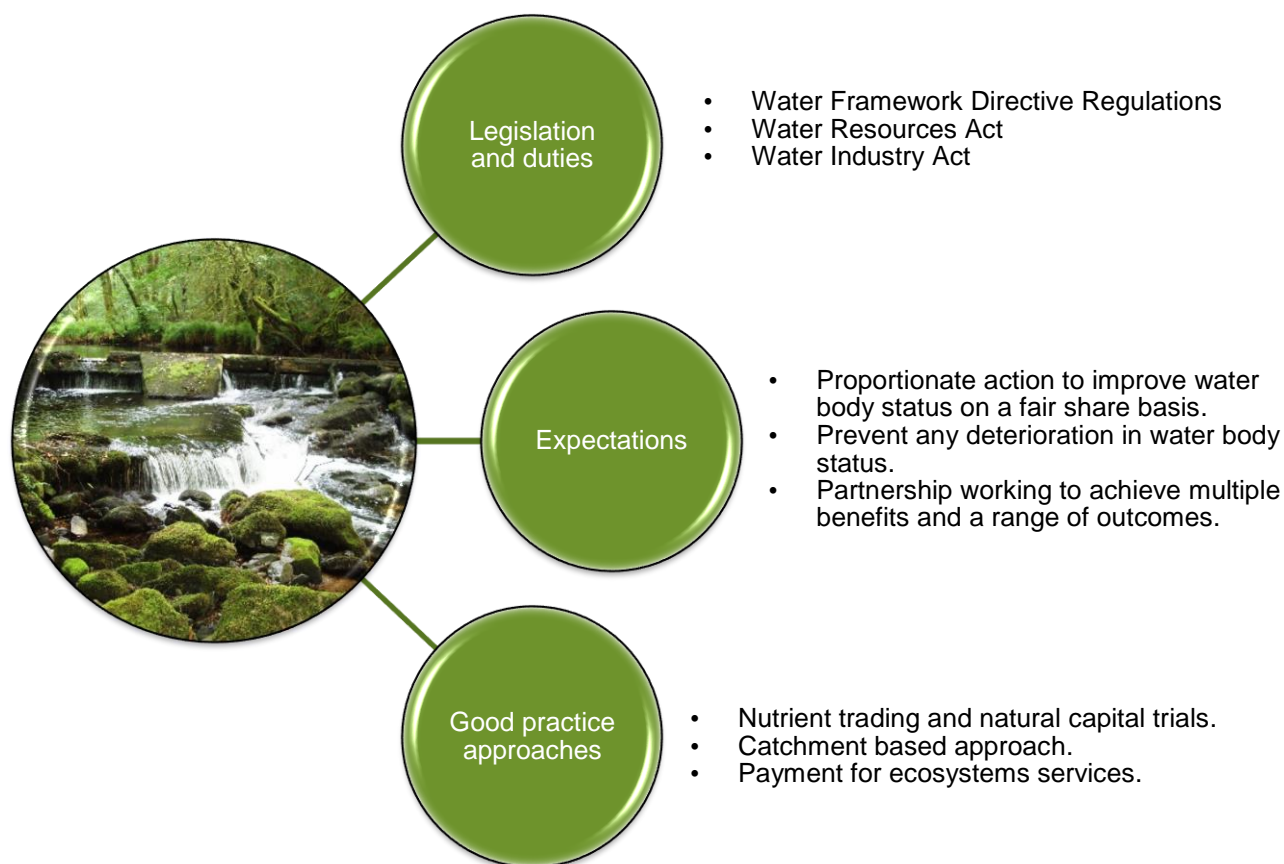 Legislation
and duties
• Water Framework Directive Regulations
• Water Resources Act
• Water Industry Act
Expectations
• Proportionate action to improve water
body status on a fair share basis.
• Prevent any deterioration in water body
status.
• Partnership working to achieve multiple
benefits and a range of outcomes.
Good practice
approaches
• Nutrient trading and natural capital trials.
• Catchment based approach.
• Payment for ecosystems services.